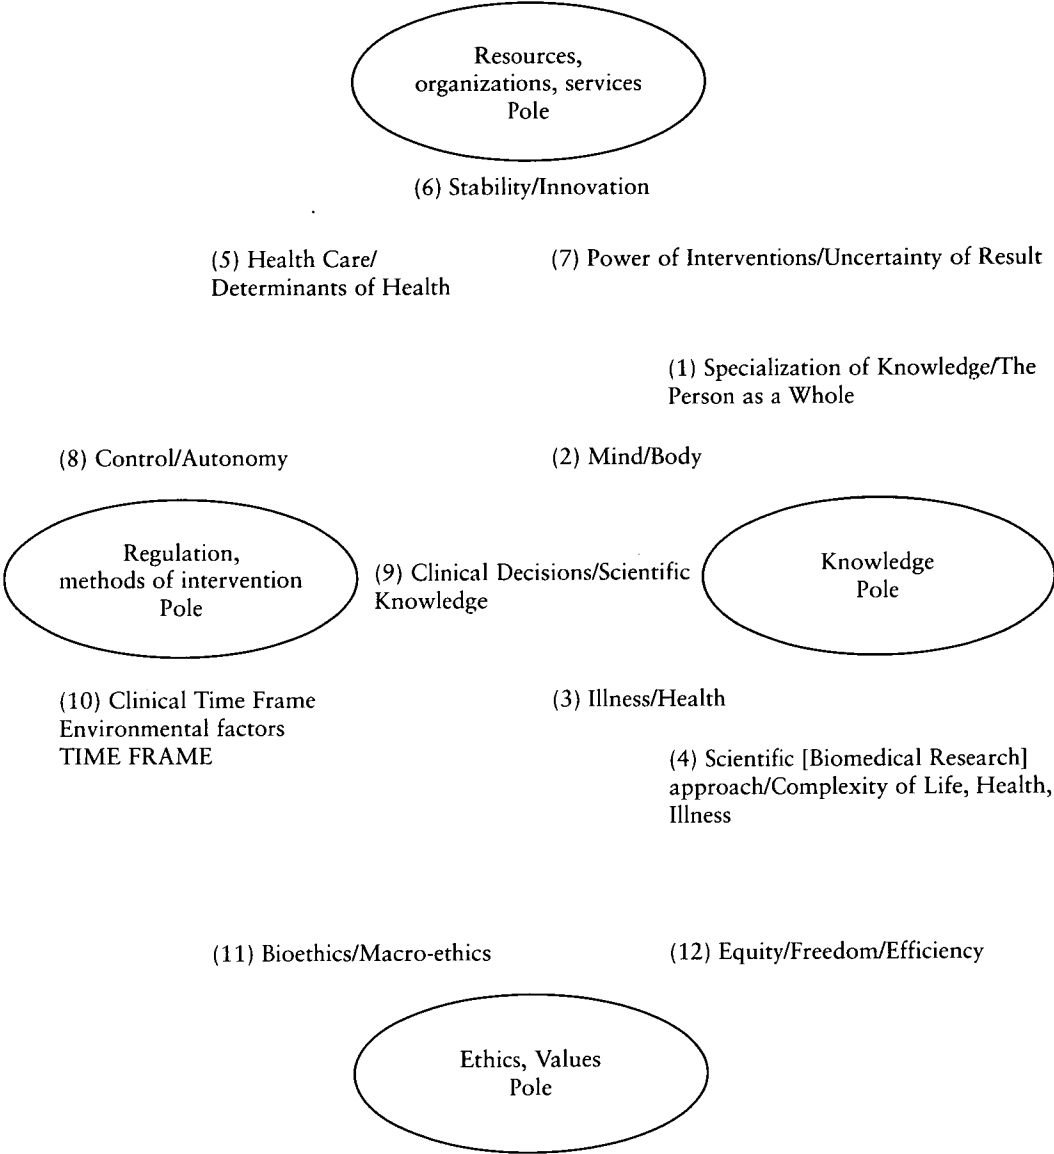 Resources,
organizations, services
Pole
(6) Stability/Innovation
(5) Health Care/
Determinants of Health
(7) Power of Interventions/Uncertainty of Result
(1) Specialization of Knowledge/The
Person as a Whole
(8) Control/Autonomy
(2) Mind/Body
Regulation,
methods of intervention
Pole
(9) Clinical Decisions/Scientific
Knowledge
Knowledge
Pole
(10) Clinical Time Frame
Environmental factors
TIME FRAME
(3) Illness/Health
(4) Scientific [Biomedical Research]
approach/Complexity of Life, Health,
Illness
(11) Bioethics/Macro-ethics
(12) Equity/Freedom/Efficiency
Ethics, Values
Pole